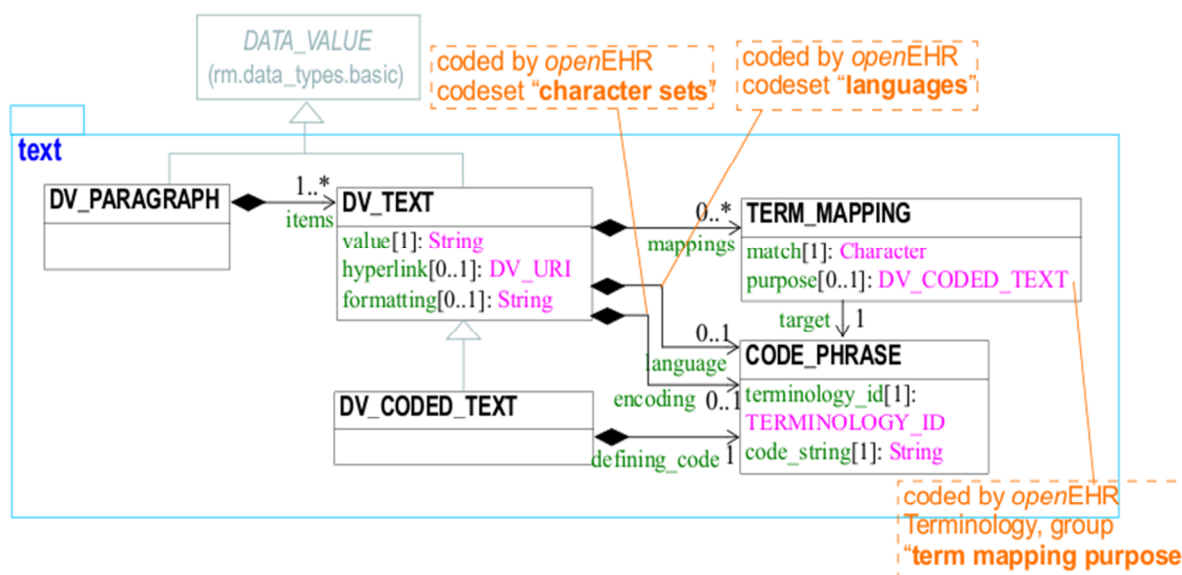 DATA_VALUE
(rm.data_types.basic)
coded by openEHR
codeset “character sets”
coded by openEHR
codeset “languages”
text
DV_PARAGRAPH
1..*
items
DV_TEXT
value[1]: String
hyperlink[0..1]: DV_URI
formatting[0..1]: String
0..*
mappings
TERM_MAPPING
match[1]: Character
purpose[0..1]: DV_CODED_TEXT
target
1
0..1
language
encoding
0..1
CODE_PHRASE
terminology_id[1]:
TERMINOLOGY_ID
code_string[1]: String
DV_CODED_TEXT
defining_code
1
coded by openEHR
Terminology, group
“term mapping purpose